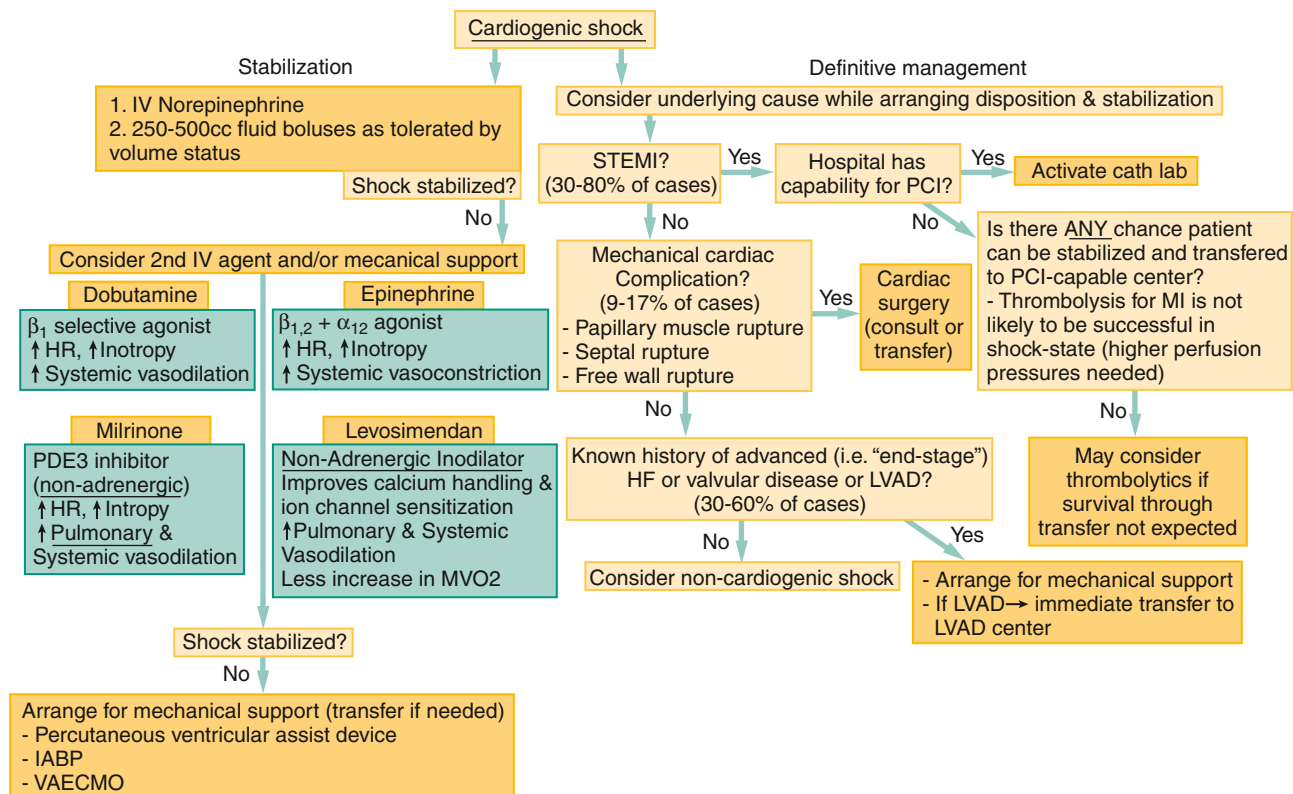 Cardiogenic shock
Stabilization
1. IV Norepinephrine
2. 250-500cc fluid boluses as tolerated by
volume status
Shock stabilized?
No
Consider 2nd IV agent and/or mecanical support
Dobutamine
β1 selective agonist
↑HR, ↑Inotropy
↑ Systemic vasodilation
Epinephrine
β1,2 + α12 agonist
↑ HR, ↑Inotropy
↑ Systemic vasoconstriction
Milrinone
PDE3 inhibitor
(non-adrenergic)
↑HR, ↑ Intropy
↑Pulmonary &
Systemic vasodilation
Levosimendan
Non-Adrenergic Inodilator
Improves calcium handling &
ion channel sensitization
↑Pulmonary & Systemic
Vasodilation
Less increase in MVO2
Shock stabilized?
No
Arrange for mechanical support (transfer if needed)
- Percutaneous ventricular assist device
- IABP
- VAECMO
Definitive management
Consider underlying cause while arranging disposition & stabilization
STEMI?
(30-80% of cases)
Yes
Hospital has
capability for PCI?
Yes
Activate cath lab
No
Is there ANY chance patient
can be stabilized and transferred
to PCI-capable center?
- Thrombolysis for MI is not
likely to be successful in
shock-state (higher perfusion
pressures needed)
No
May consider
thrombolytics if
survival through
transfer not expected
No
Mechanical cardiac
Complication?
(9-17% of cases)
- Papillary muscle rupture
- Septal rupture
- Free wall rupture
Yes
Cardiac
surgery
(consult or
transfer)
No
Known history of advanced (i.e. “end-stage”)
HF or valvular disease or LVAD?
(30-60% of cases)
No
Consider non-cardiogenic shock
Yes
- Arrange for mechanical support
- If LVAD→ immediate transfer to
LVAD center